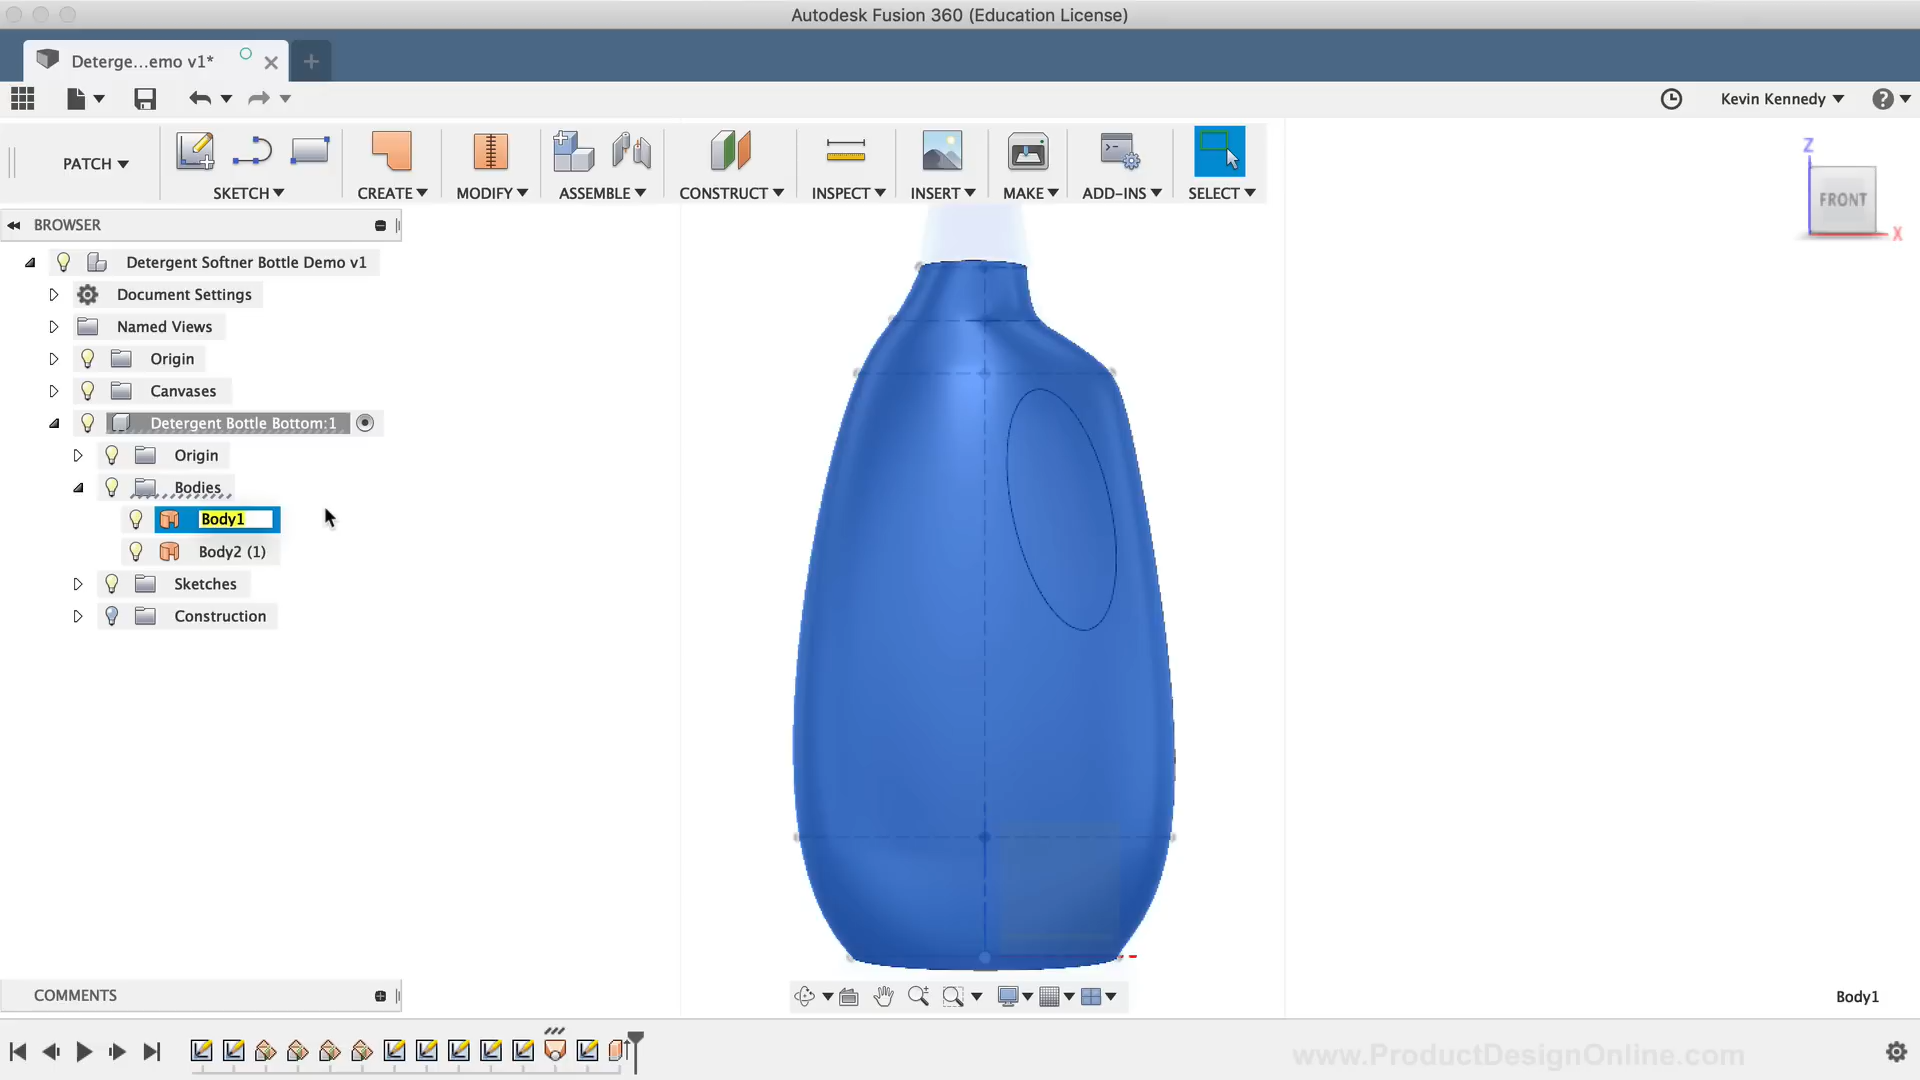 Autodesk Fusion 360 (Education License)
Deterge...emo v1*
Kevin Kennedy
PATCH
SKETCH
CREATE
MODIFY
ASSEMBLE
CONSTRUCT
INSPECT
INSERT
MAKE
ADD-INS
SELECT
Z
FRONT
X
BROWSER
Detergent Softner Bottle Demo v1
Document Settings
Named Views
Origin
Canvases
Detergent Bottle Bottom:1
Origin
Bodies
Body1
Body2 (1)
Sketches
Construction
COMMENTS
Body1
www.ProductDesignOnline.com